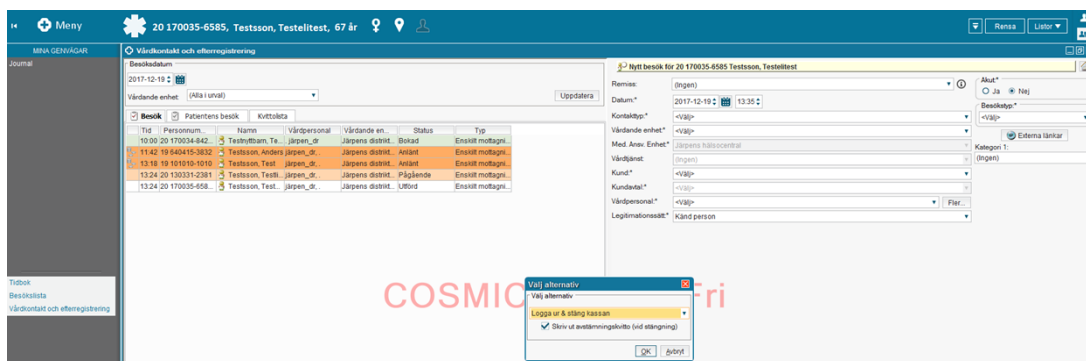 Meny
20 170035-6585, Testsson, Testelitest, 67 år
Rensa
Listor
MINA GENVÄGAR
Vårdkontakt och efterregistrering
Journal
Besöksdatum
2017-12-19
Vårdande enhet: (Alla i urval)
Uppdatera
Besök Patientens besök Kvittolista
Tid Personnum... Namn Vårdpersonal Vårdande en... Status Typ
10:00 20 170034-842... Testnyttbarn, Te... järpen_dr Järpens distrikt... Bokad Enskilt mottagni...
11:42 19 640415-3832 Testsson, Anders järpen_dr, . Järpens distrikt... Anlänt Enskilt mottagni...
13:18 19 101010-1010 Testsson, Test järpen_dr, . Järpens distrikt... Anlänt Enskilt mottagni...
13:24 20 130331-2381 Testsson, Testli... järpen_dr, . Järpens distrikt... Pågående Enskilt mottagni...
13:24 20 170035-658... Testsson, Test... järpen_dr, . Järpens distrikt... Utförd Enskilt mottagni...
Nytt besök för 20 170035-6585 Testsson, Testelitest
Remiss: (Ingen)
Datum:* 2017-12-19 13:35
Kontakttyp:* <Välj>
Vårdande enhet:* <Välj>
Med. Ansv. Enhet:* Järpens hälsocentral
Vårdtjänst: (Ingen)
Kund:* <Välj>
Kundavtal:* <Välj>
Vårdpersonal:* <Välj> Fler...
Legitimationssätt:* Känd person
Akut:*
Ja Nej
Besökstyp:*
<Välj>
Externa länkar
Kategori 1:
(Ingen)
Tidbok
Besökslista
Vårdkontakt och efterregistrering
COSMIC
Fri
Välj alternativ
Välj alternativ
Logga ur & stäng kassan
Skriv ut avstämningskvitto (vid stängning)
OK Avbryt